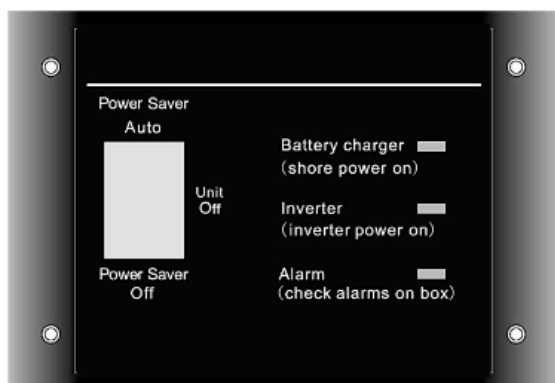 Power Saver
Auto
Unit
Off
Power Saver
Off
Battery charger
(shore power on)
Inverter
(inverter power on)
Alarm
(check alarms on box)